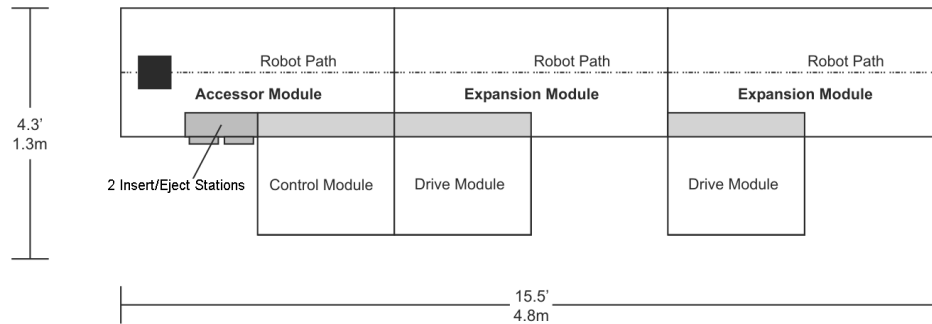 Robot Path
Robot Path
Robot Path
Accessor Module
Expansion Module
Expansion Module
4.3’
1.3m
2 Insert/Eject Stations
Control Module
Drive Module
Drive Module
15.5’
4.8m